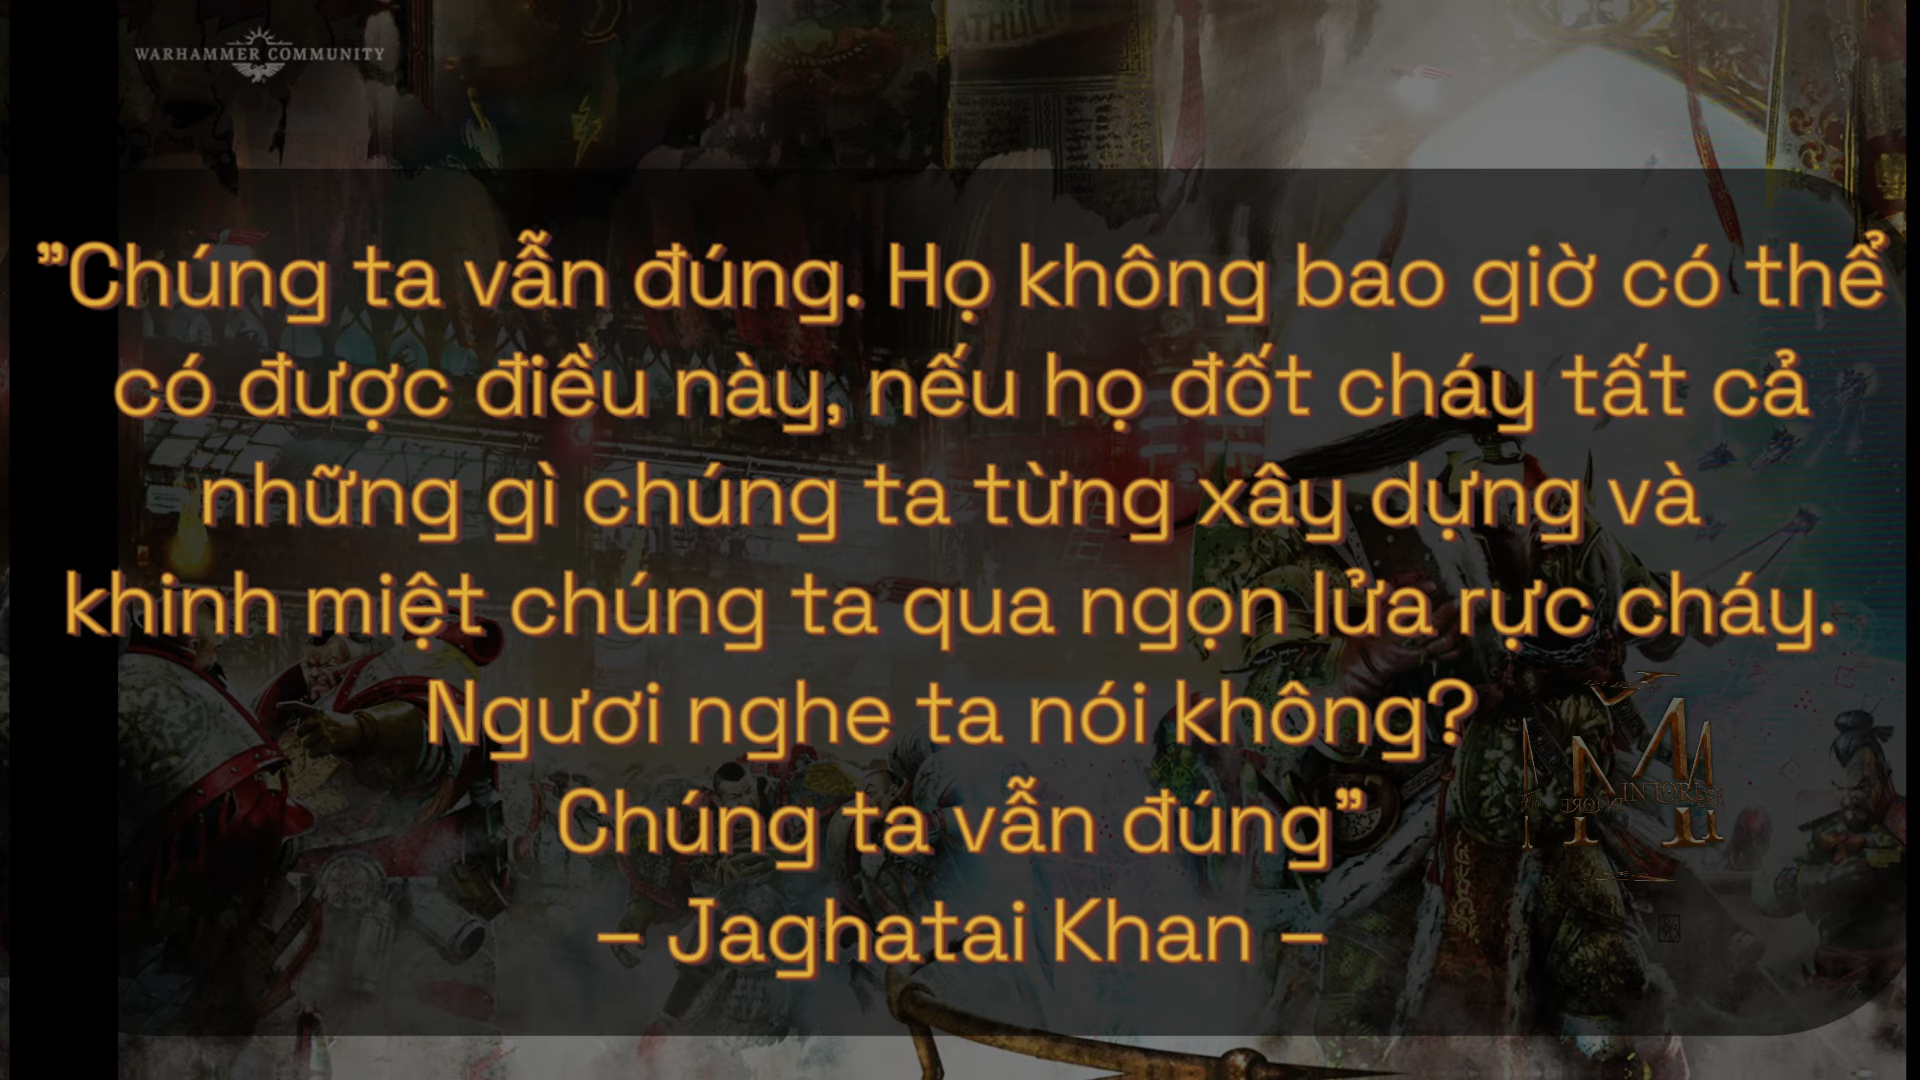 WARHAMMER COMMUNITY
”Chúng ta vẫn đúng. Họ không bao giờ có thể
có được điều này, nếu họ đốt cháy tất cả
những gì chúng ta từng xây dựng và
khinh miệt chúng ta qua ngọn lửa rực cháy.
Ngươi nghe ta nói không?
Chúng ta vẫn đúng”
– Jaghatai Khan –